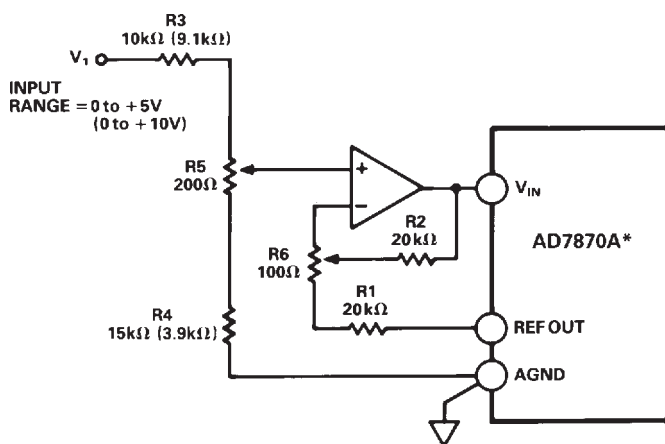 R3
10kΩ (9.1kΩ)
V₁
INPUT
RANGE = 0 to +5V
(0 to +10V)
R5
200Ω
+
−
V_IN
R2
20kΩ
AD7870A*
R6
100Ω
R1
20kΩ
REF OUT
R4
15kΩ (3.9kΩ)
AGND